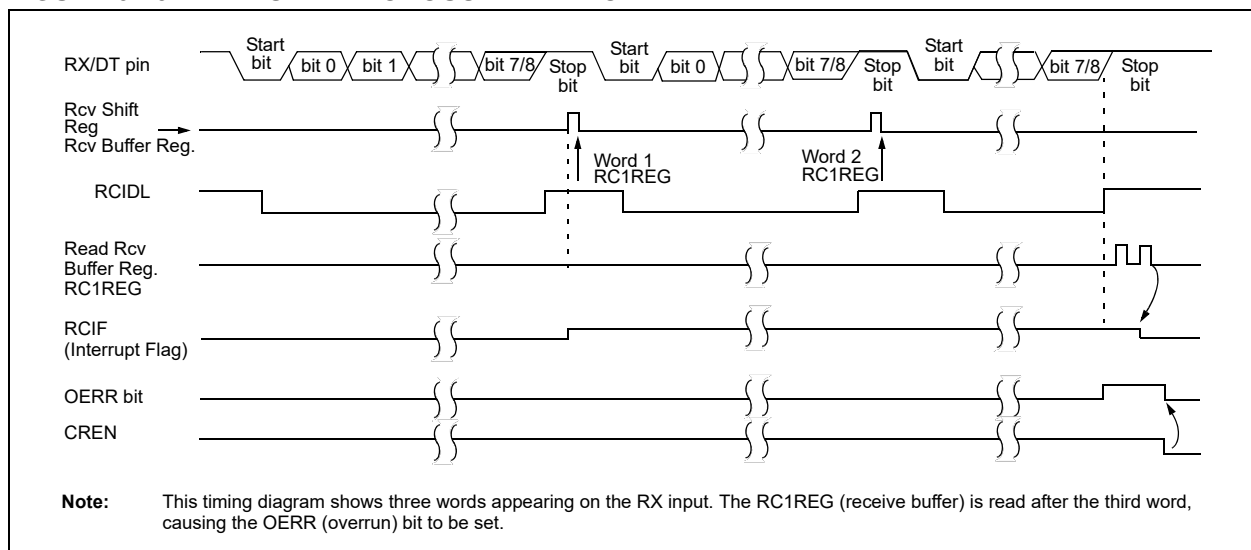 Start
bit
bit 0
bit 1
bit 7/8
Stop
bit
Start
bit
bit 0
bit 7/8
Stop
bit
Start
bit
bit 7/8
Stop
bit
RX/DT pin
Rcv Shift
Reg
Rcv Buffer Reg.
Word 1
RC1REG
Word 2
RC1REG
RCIDL
Read Rcv
Buffer Reg.
RC1REG
RCIF
(Interrupt Flag)
OERR bit
CREN
Note: This timing diagram shows three words appearing on the RX input. The RC1REG (receive buffer) is read after the third word,
causing the OERR (overrun) bit to be set.